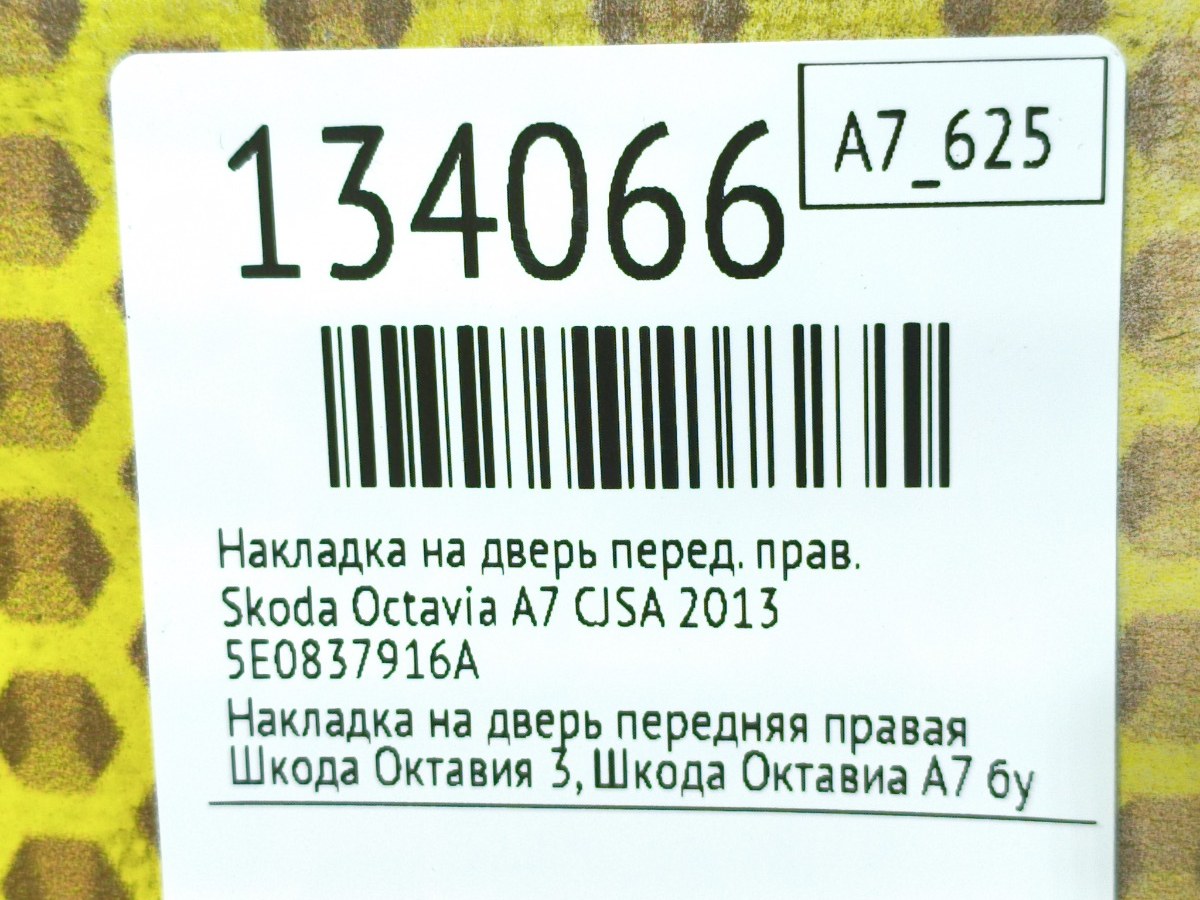 134066
A7_625
Накладка на дверь перед. прав.
Skoda Octavia A7 CJSA 2013
5E0837916A
Накладка на дверь передняя правая
Шкода Октавия 3, Шкода Октавиа А7 бу